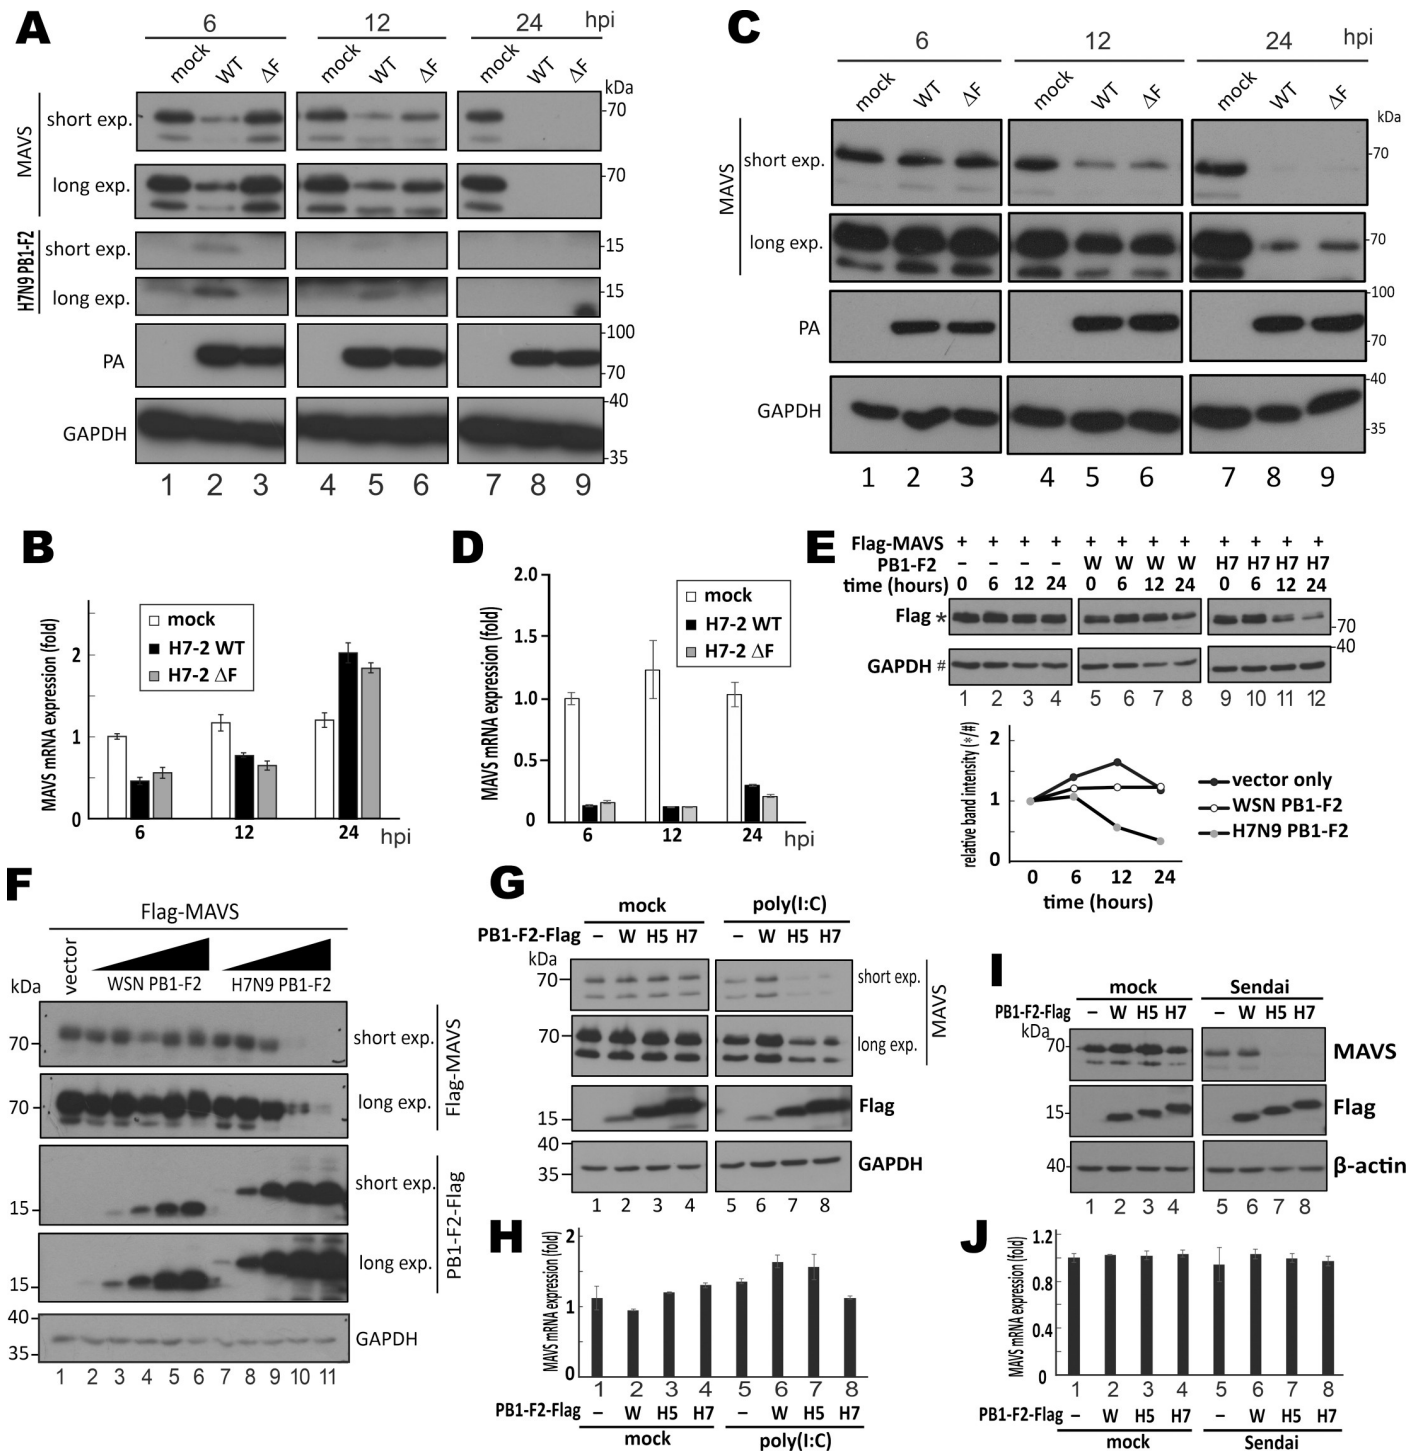 A
6 12 24 hpi
mock WT ΔF mock WT ΔF mock WT ΔF
kDa
MAVS
short exp. -70
long exp. 70
H7N9 PB1-F2
short exp. -15
long exp. 15
PA -100
-70
GAPDH -40
-35
1 2 3 4 5 6 7 8 9
C
6 12 24 hpi
mock WT ΔF mock WT ΔF mock WT ΔF
kDa
MAVS
short exp. -70
long exp. -70
PA -100
-70
GAPDH -40
-35
1 2 3 4 5 6 7 8 9
B
MAVS mRNA expression (fold)
2
1
0
mock
H7-2 WT
H7-2 ΔF
6 12 24 hpi
D
MAVS mRNA expression (fold)
2.0
1.5
1.0
0.5
0
mock
H7-2 WT
H7-2 ΔF
6 12 24 hpi
E
Flag-MAVS + + + + + + + + + + + +
PB1-F2 – – – – W W W W H7 H7 H7 H7
time (hours) 0 6 12 24 0 6 12 24 0 6 12 24
Flag * -70
-40
GAPDH #
1 2 3 4 5 6 7 8 9 10 11 12
relative band intensity (*/#)
2
1
0
vector only
WSN PB1-F2
H7N9 PB1-F2
0 6 12 24
time (hours)
F
Flag-MAVS
vector
WSN PB1-F2 H7N9 PB1-F2
kDa
70 short exp.
70 long exp.
Flag-MAVS
15 short exp.
15 long exp.
PB1-F2-Flag
40
35 GAPDH
1 2 3 4 5 6 7 8 9 10 11
G
mock poly(I:C)
PB1-F2-Flag – W H5 H7 – W H5 H7
kDa
70 short exp.
70 long exp.
MAVS
15 Flag
40
35 GAPDH
1 2 3 4 5 6 7 8
H
MAVS mRNA expression (fold)
2
1
0
1 2 3 4 5 6 7 8
PB1-F2-Flag – W H5 H7 – W H5 H7
mock poly(I:C)
I
mock Sendai
PB1-F2-Flag – W H5 H7 – W H5 H7
kDa
70 MAVS
15 Flag
40 β-actin
1 2 3 4 5 6 7 8
J
MAVS mRNA expression (fold)
1.2
0.8
0.4
0
1 2 3 4 5 6 7 8
PB1-F2-Flag – W H5 H7 – W H5 H7
mock Sendai